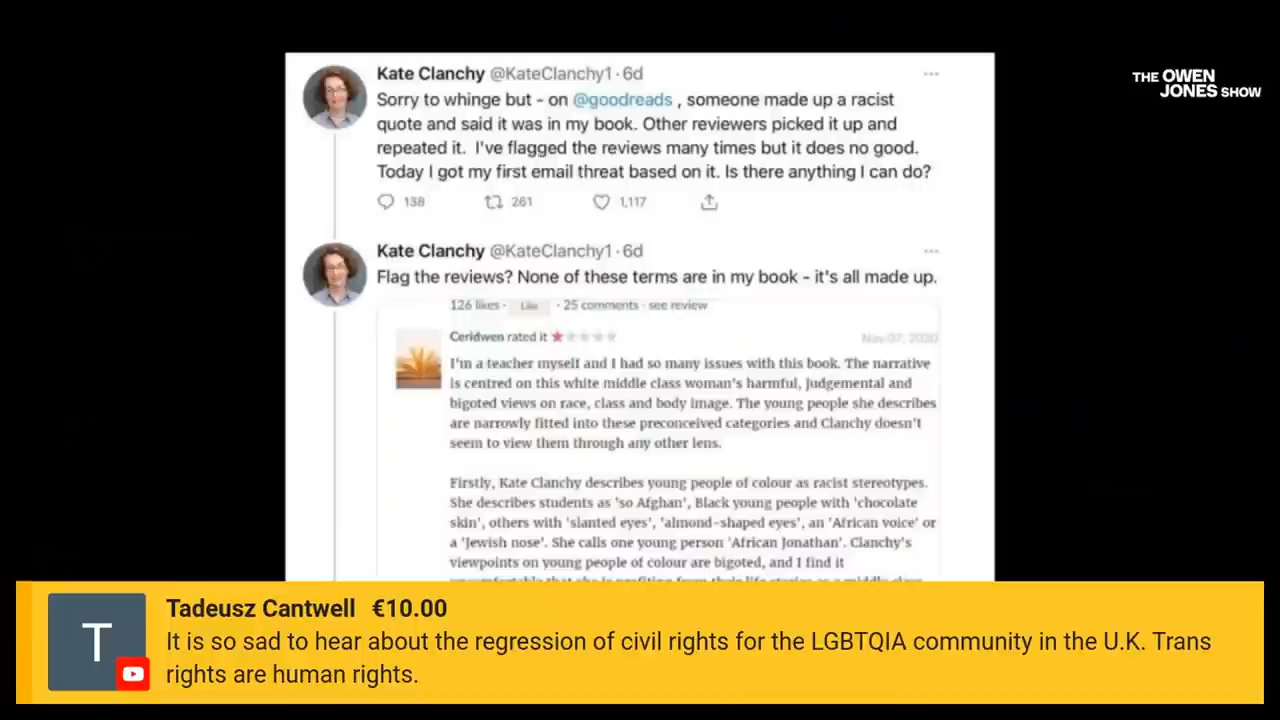 Kate Clanchy @KateClanchy1 · 6d
Sorry to whinge but - on @goodreads , someone made up a racist
quote and said it was in my book. Other reviewers picked it up and
repeated it. I've flagged the reviews many times but it does no good.
Today I got my first email threat based on it. Is there anything I can do?
138 261 1,117
Kate Clanchy @KateClanchy1 · 6d
Flag the reviews? None of these terms are in my book - it's all made up.
126 likes · Like · 25 comments · see review
Ceridwen rated it
Nov 07, 2020
I'm a teacher myself and I had so many issues with this book. The narrative
is centred on this white middle class woman's harmful, judgemental and
bigoted views on race, class and body image. The young people she describes
are narrowly fitted into these preconceived categories and Clanchy doesn't
seem to view them through any other lens.
Firstly, Kate Clanchy describes young people of colour as racist stereotypes.
She describes students as 'so Afghan', Black young people with 'chocolate
skin', others with 'slanted eyes', 'almond-shaped eyes', an 'African voice' or
a 'Jewish nose'. She calls one young person 'African Jonathan'. Clanchy's
viewpoints on young people of colour are bigoted, and I find it
THE OWEN
JONES SHOW
T
Tadeusz Cantwell €10.00
It is so sad to hear about the regression of civil rights for the LGBTQIA community in the U.K. Trans
rights are human rights.